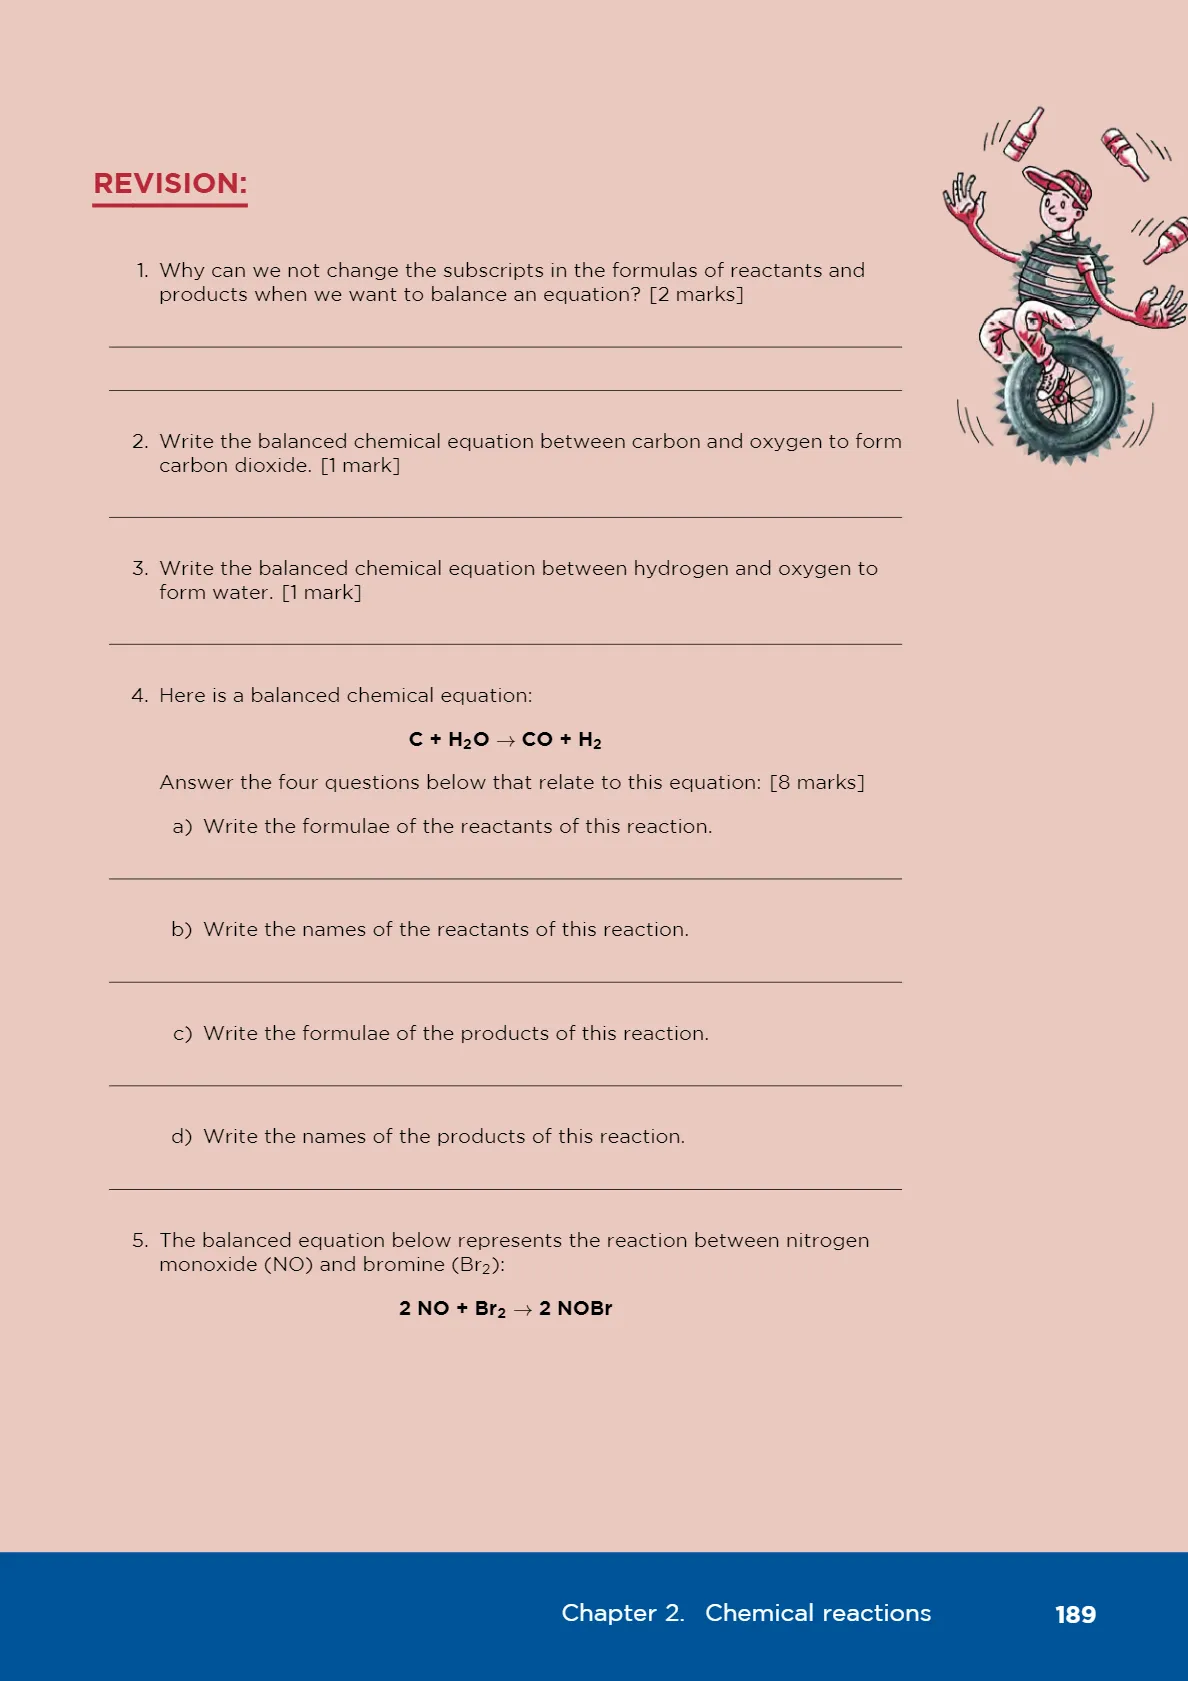 REVISION:
1. Why can we not change the subscripts in the formulas of reactants and
products when we want to balance an equation? [2 marks]
2. Write the balanced chemical equation between carbon and oxygen to form
carbon dioxide. [1 mark]
3. Write the balanced chemical equation between hydrogen and oxygen to
form water. [1 mark]
4. Here is a balanced chemical equation:
C + H₂O → CO + H₂
Answer the four questions below that relate to this equation: [8 marks]
a) Write the formulae of the reactants of this reaction.
b) Write the names of the reactants of this reaction.
c) Write the formulae of the products of this reaction.
d) Write the names of the products of this reaction.
5. The balanced equation below represents the reaction between nitrogen
monoxide (NO) and bromine (Br₂):
2 NO + Br₂ → 2 NOBr
Chapter 2. Chemical reactions 189